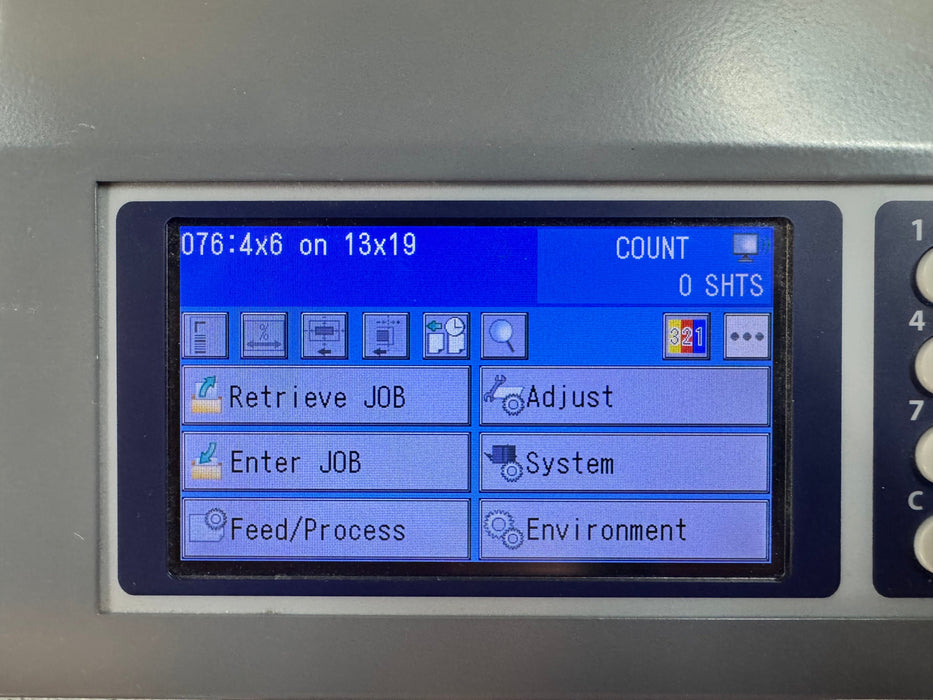 076:4x6 on 13x19
COUNT
0 SHTS
%
321
Retrieve JOB
Adjust
Enter JOB
System
Feed/Process
Environment
1
4
7
C